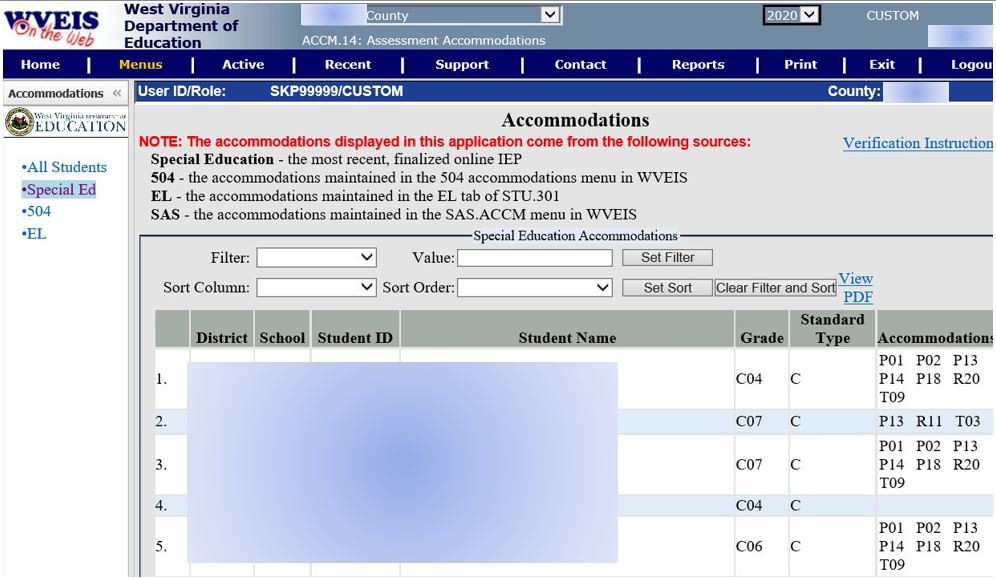 WVEIS
On the Web
West Virginia
Department of
Education
County
2020
CUSTOM
ACCM.14: Assessment Accommodations
Home | Menus | Active | Recent | Support | Contact | Reports | Print | Exit | Logou
Accommodations «
User ID/Role: SKP99999/CUSTOM County:
West Virginia DEPARTMENT OF
EDUCATION
•All Students
•Special Ed
•504
•EL
Accommodations
NOTE: The accommodations displayed in this application come from the following sources:
Verification Instruction
Special Education - the most recent, finalized online IEP
504 - the accommodations maintained in the 504 accommodations menu in WVEIS
EL - the accommodations maintained in the EL tab of STU.301
SAS - the accommodations maintained in the SAS.ACCM menu in WVEIS
Special Education Accommodations
Filter: Value: Set Filter
Sort Column: Sort Order: Set Sort Clear Filter and Sort View
PDF
District School Student ID Student Name Grade Standard
Type Accommodations
1. C04 C P01 P02 P13
P14 P18 R20
T09
2. C07 C P13 R11 T03
3. C07 C P01 P02 P13
P14 P18 R20
T09
4. C04 C
5. C06 C P01 P02 P13
P14 P18 R20
T09